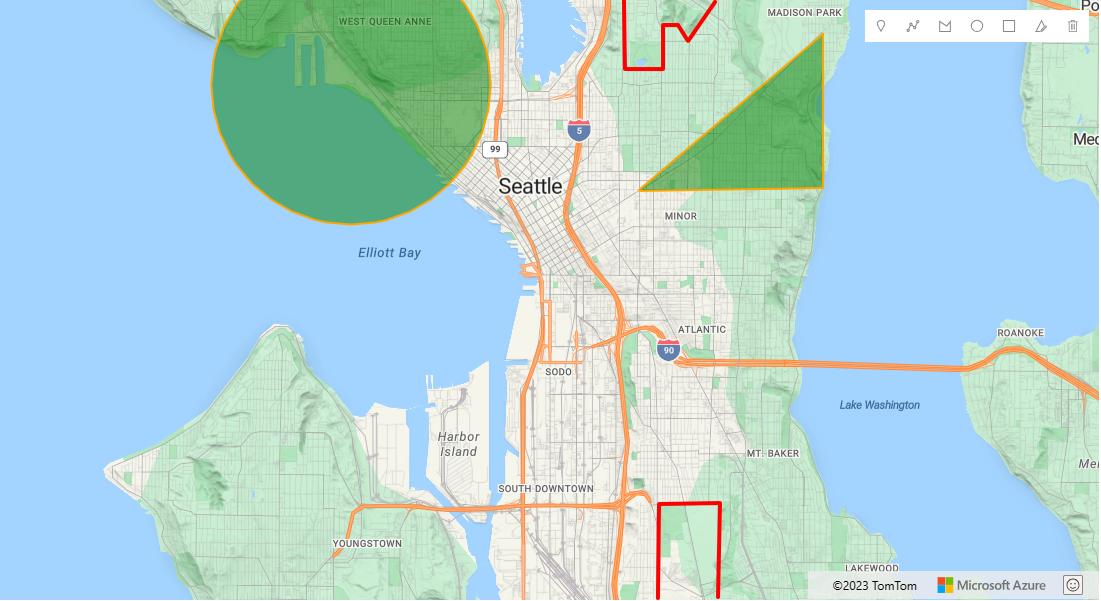 WEST QUEEN ANNE
MADISON PARK
Po
5
99
Med
Seattle
MINOR
Elliott Bay
ATLANTIC
ROANOKE
90
SODO
Lake Washington
Harbor
Island
MT. BAKER
Me
SOUTH DOWNTOWN
YOUNGSTOWN
LAKEWOOD
©2023 TomTom
Microsoft Azure